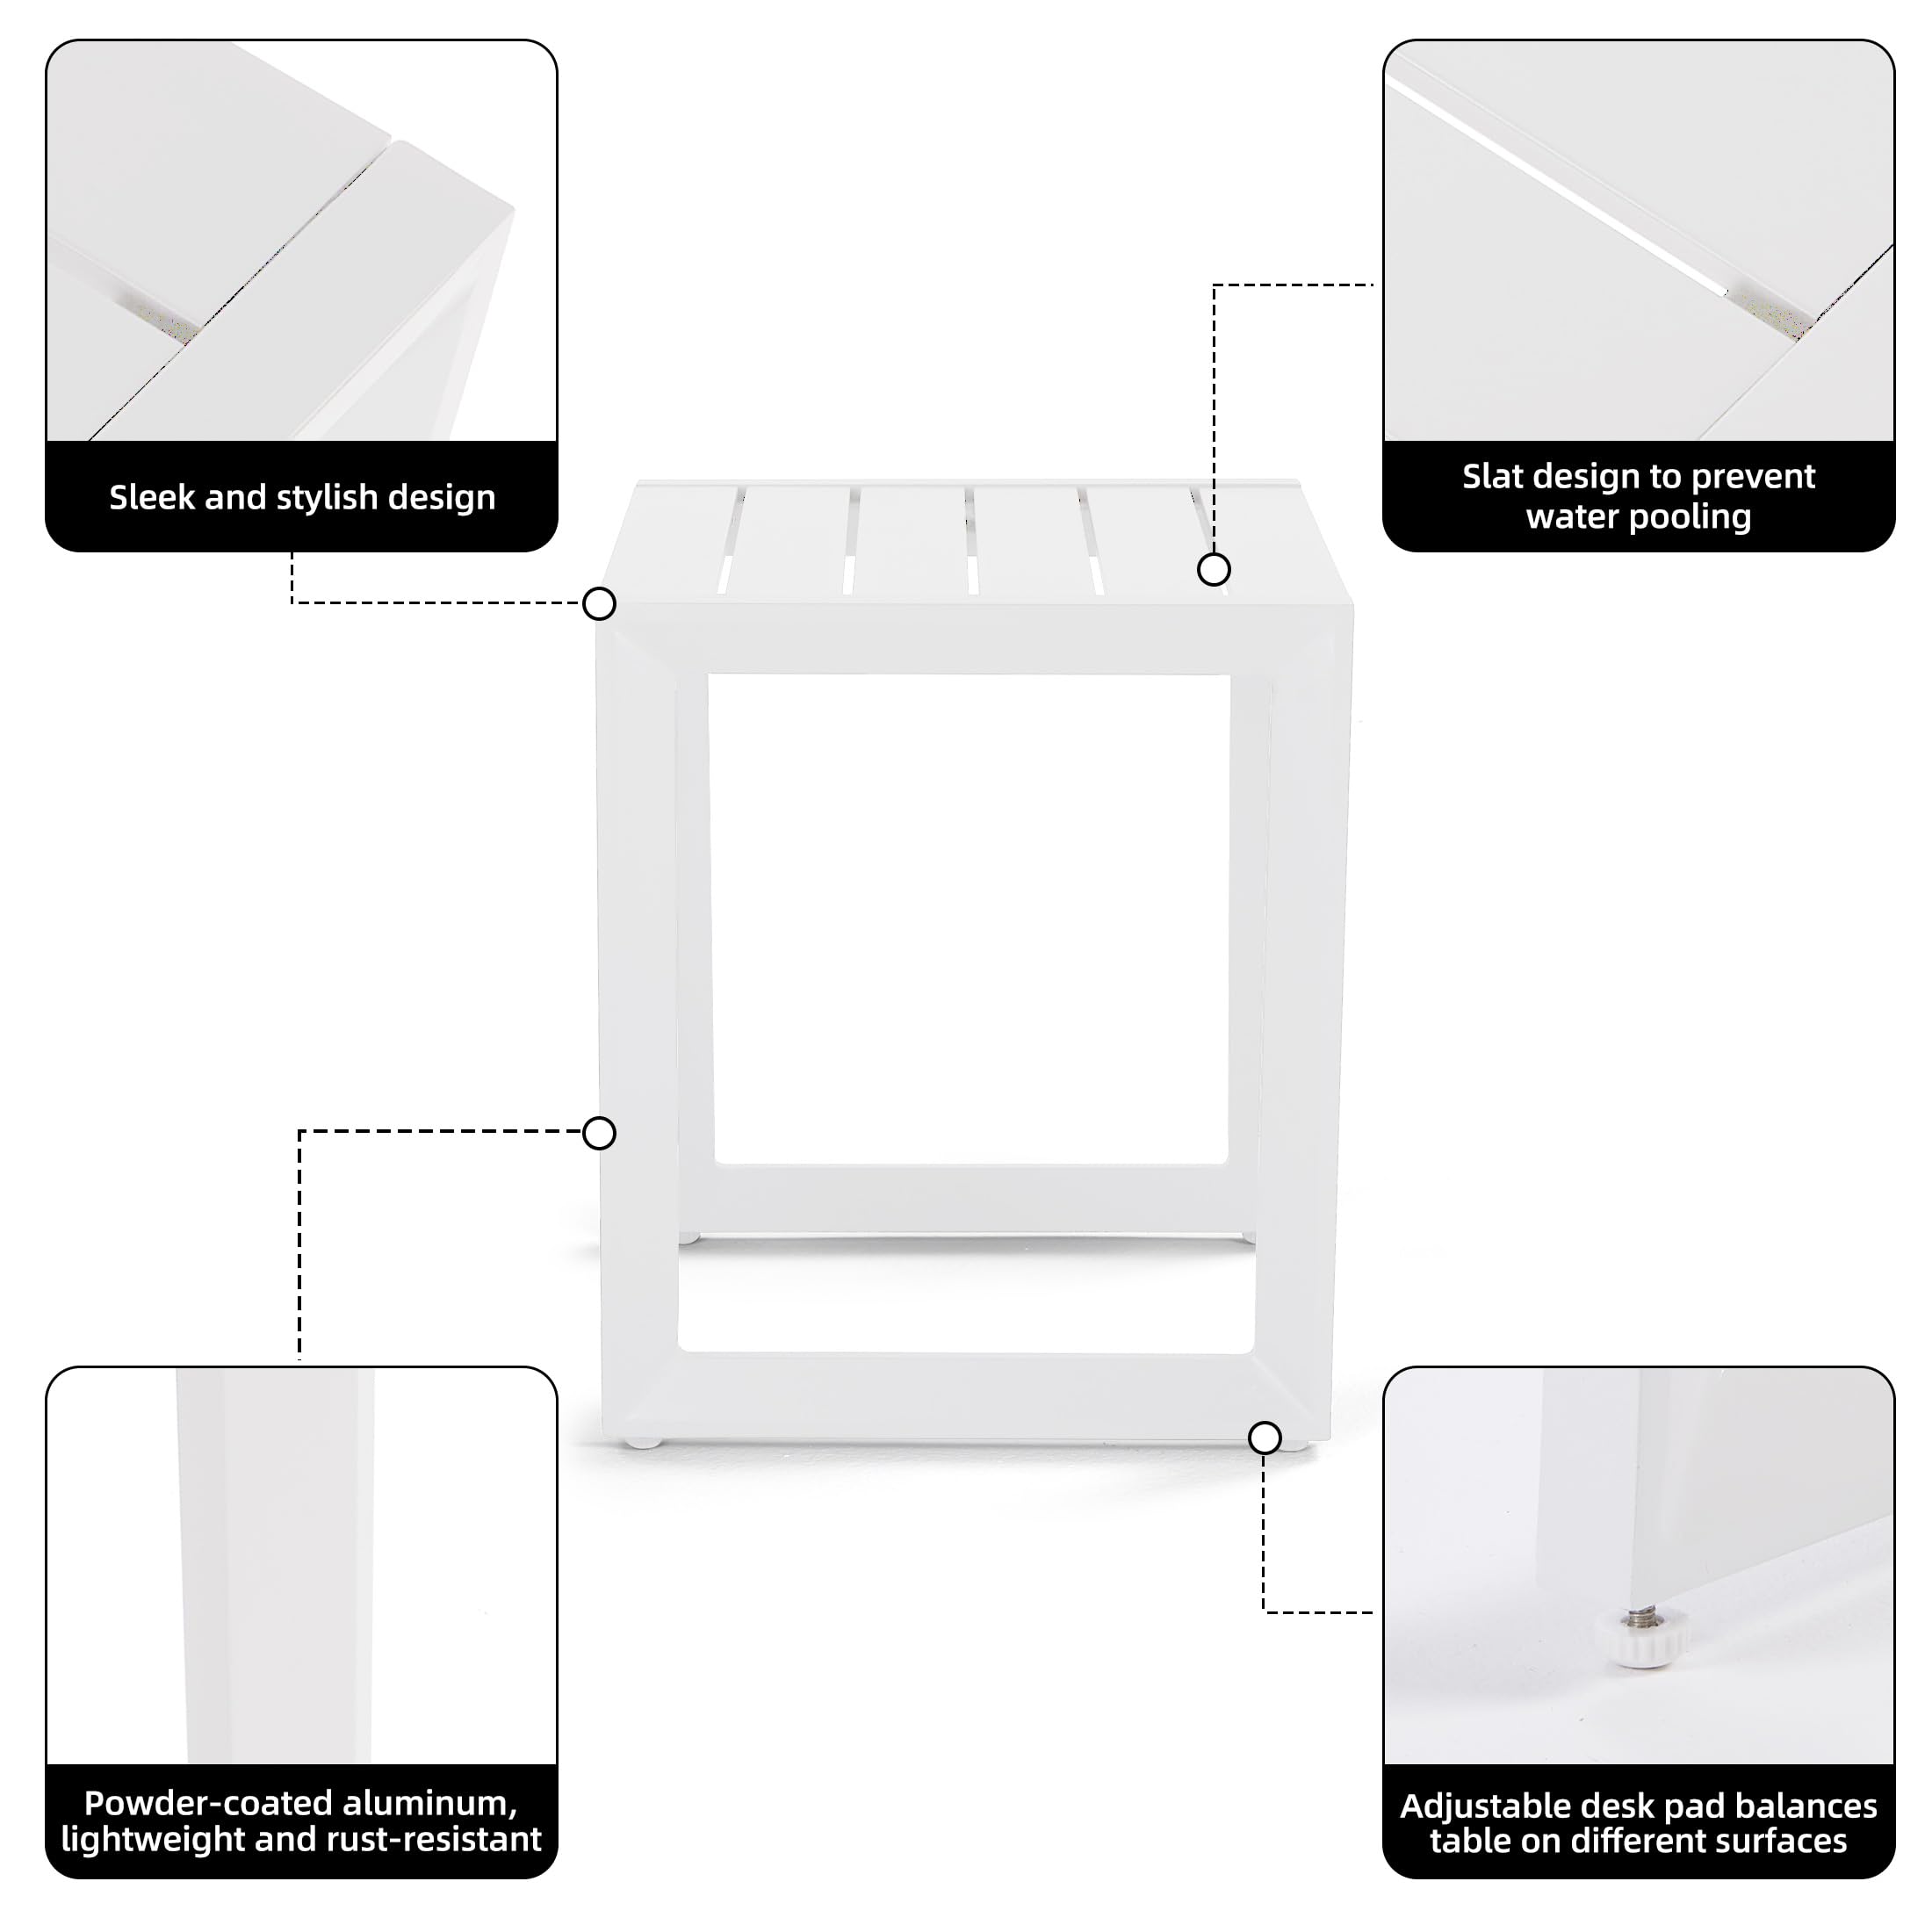 Sleek and stylish design
Slat design to prevent
water pooling
Powder-coated aluminum,
lightweight and rust-resistant
Adjustable desk pad balances
table on different surfaces